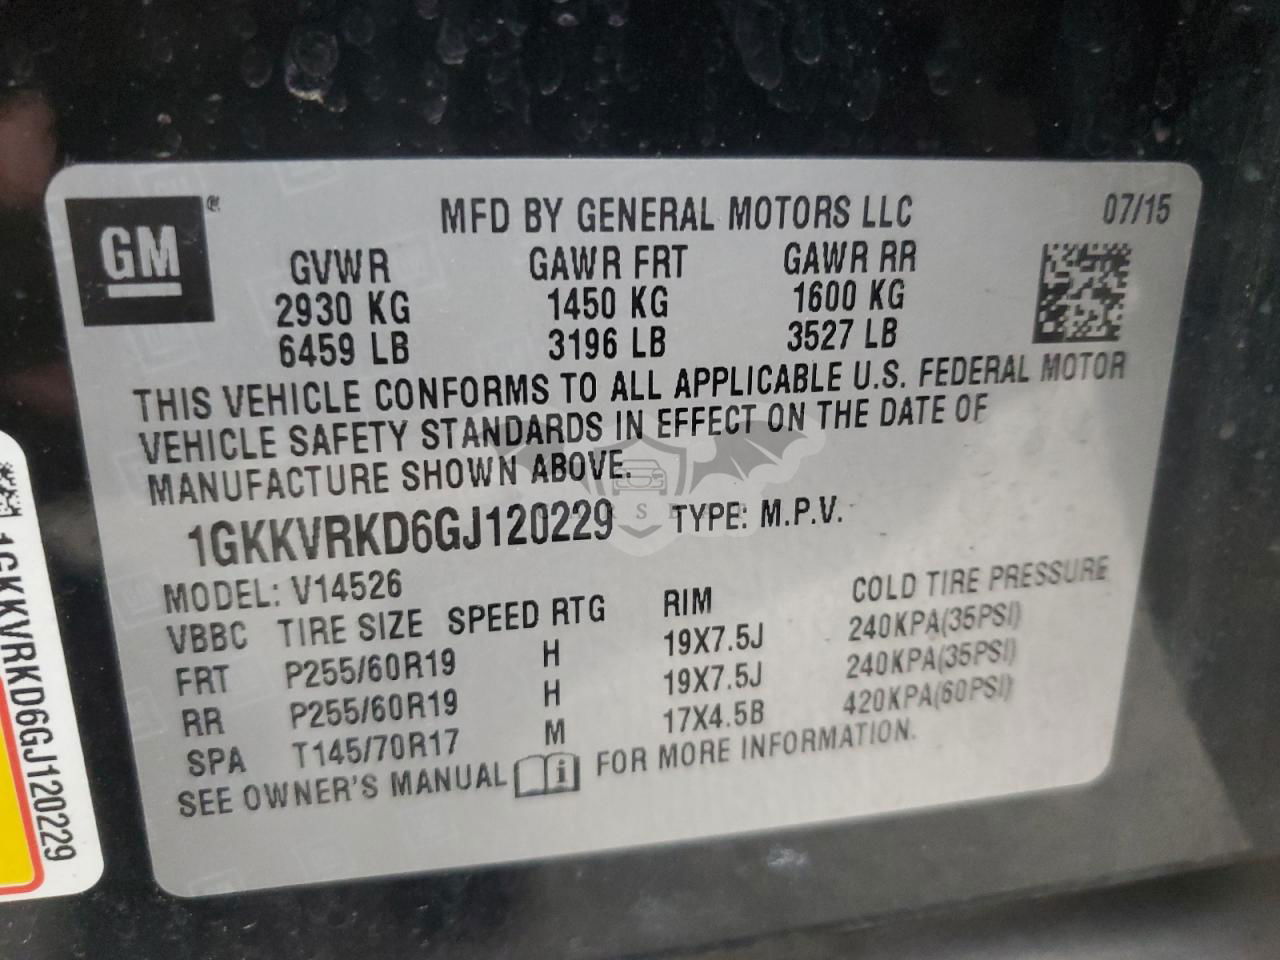 GM
MFD BY GENERAL MOTORS LLC
07/15
GVWR GAWR FRT GAWR RR
2930 KG 1450 KG 1600 KG
6459 LB 3196 LB 3527 LB
THIS VEHICLE CONFORMS TO ALL APPLICABLE U.S. FEDERAL MOTOR
VEHICLE SAFETY STANDARDS IN EFFECT ON THE DATE OF
MANUFACTURE SHOWN ABOVE.
1GKKVRKD6GJ120229 TYPE: M.P.V.
MODEL: V14526
VBBC TIRE SIZE SPEED RTG RIM COLD TIRE PRESSURE
FRT P255/60R19 H 19X7.5J 240KPA(35PSI)
RR P255/60R19 H 19X7.5J 240KPA(35PSI)
SPA T145/70R17 M 17X4.5B 420KPA(60PSI)
SEE OWNER'S MANUAL i FOR MORE INFORMATION.
1GKKVRKD6GJ120229